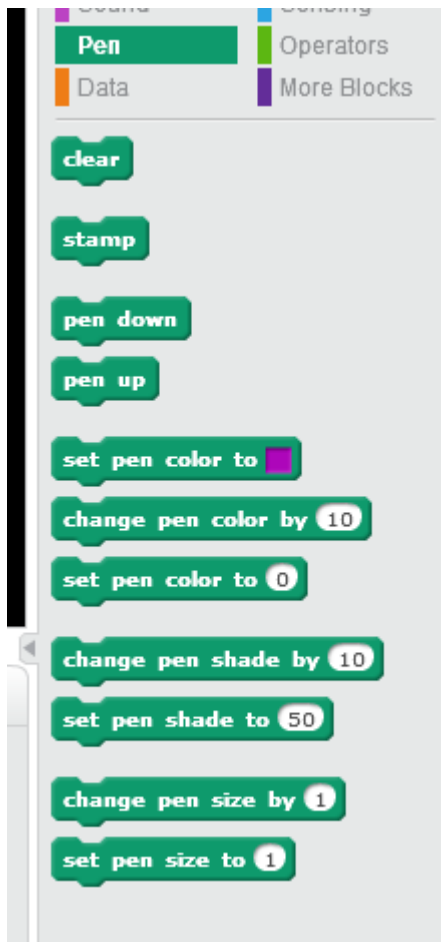 Sound Sensing
Pen Operators
Data More Blocks
clear
stamp
pen down
pen up
set pen color to
change pen color by 10
set pen color to 0
change pen shade by 10
set pen shade to 50
change pen size by 1
set pen size to 1